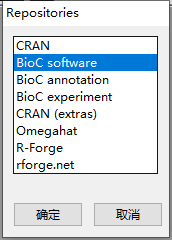 Repositories
CRAN
BioC software
BioC annotation
BioC experiment
CRAN (extras)
Omegahat
R-Forge
rforge.net
确定 取消